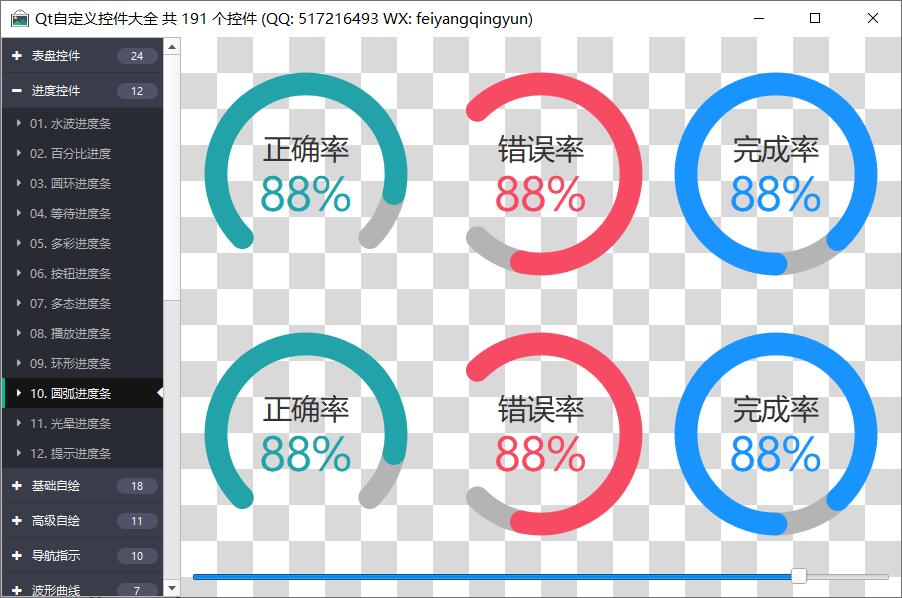 Qt自定义控件大全 共 191 个控件 (QQ: 517216493 WX: feiyangqingyun)
表盘控件 24
进度控件 12
01. 水波进度条
02. 百分比进度
03. 圆环进度条
04. 等待进度条
05. 多彩进度条
06. 按钮进度条
07. 多态进度条
08. 播放进度条
09. 环形进度条
10. 圆弧进度条
11. 光晕进度条
12. 提示进度条
基础自绘 18
高级自绘 11
导航指示 10
波形曲线 7
正确率
88%
错误率
88%
完成率
88%
正确率
88%
错误率
88%
完成率
88%